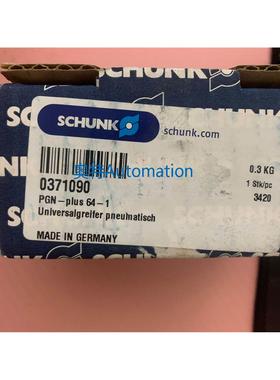 SCHUNK
SCHUNK
schunk.com
0371090
0.3 KG
1 Stk/pc
PGN-plus 64-1
3420
Universalgreifer pneumatisch
MADE IN GERMANY